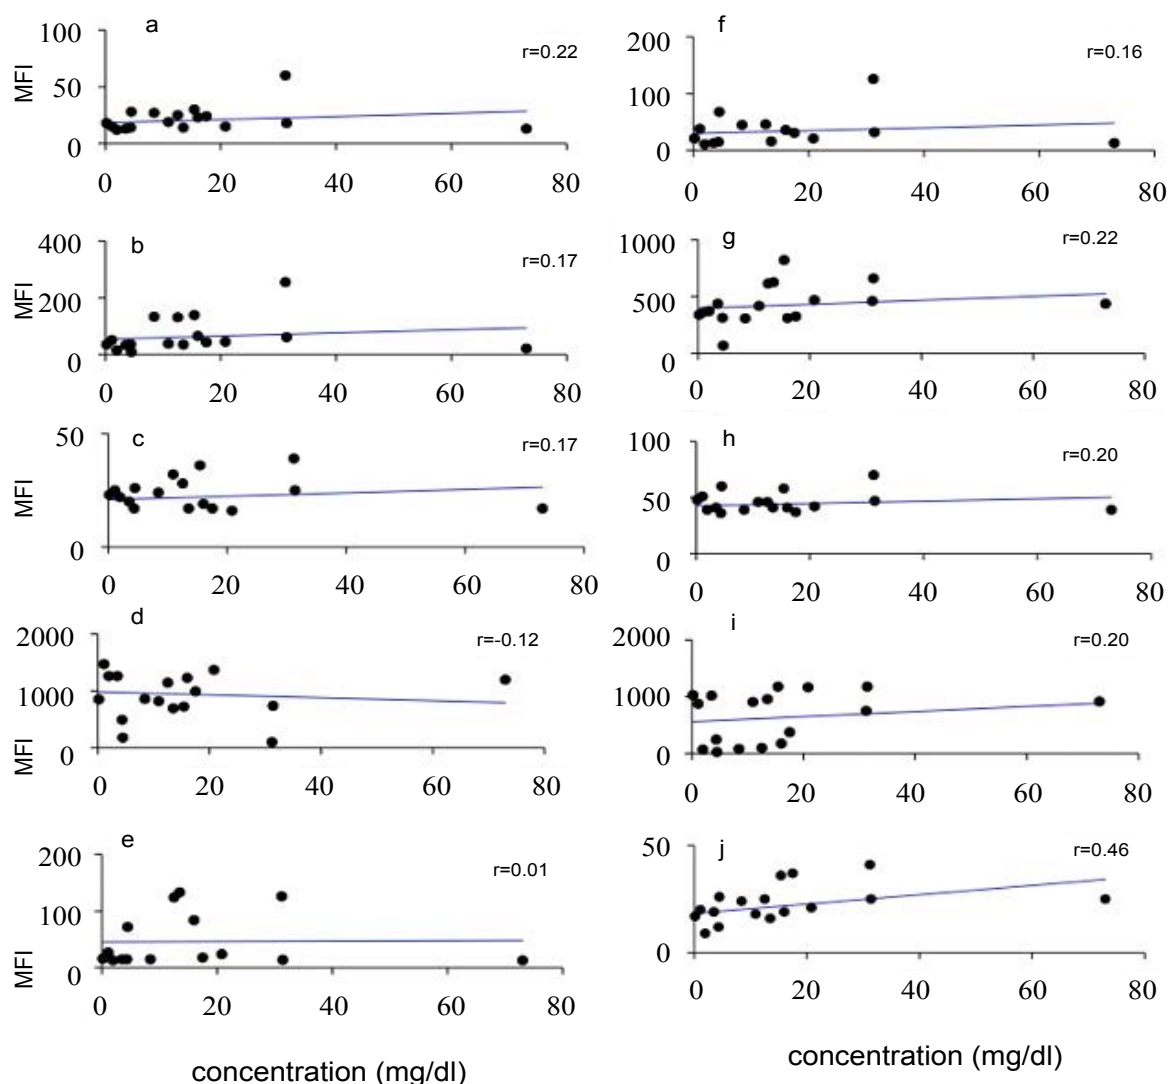 a
100
MFI
50
0
r=0.22
0 20 40 60 80
f
200
100
0
r=0.16
0 20 40 60 80
b
400
MFI
200
0
r=0.17
0 20 40 60 80
g
1000
500
0
r=0.22
0 20 40 60 80
c
50
MFI
0
r=0.17
0 20 40 60 80
h
100
50
0
r=0.20
0 20 40 60 80
d
2000
1000
MFI
0
r=-0.12
0 20 40 60 80
i
2000
1000
0
r=0.20
0 20 40 60 80
e
200
MFI
100
0
r=0.01
0 20 40 60 80
concentration (mg/dl)
j
50
0
r=0.46
0 20 40 60 80
concentration (mg/dl)